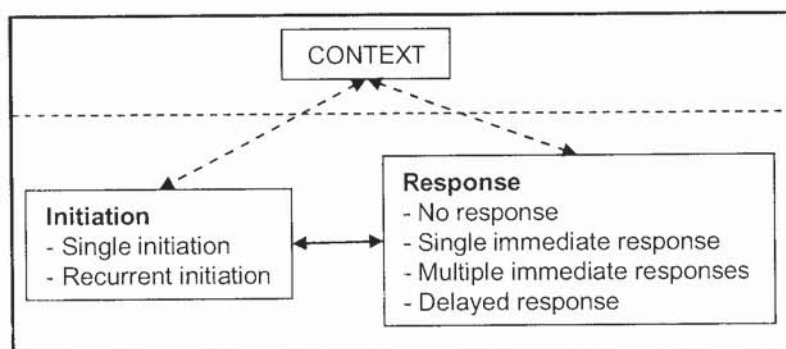 CONTEXT
Initiation
- Single initiation
- Recurrent initiation
Response
- No response
- Single immediate response
- Multiple immediate responses
- Delayed response